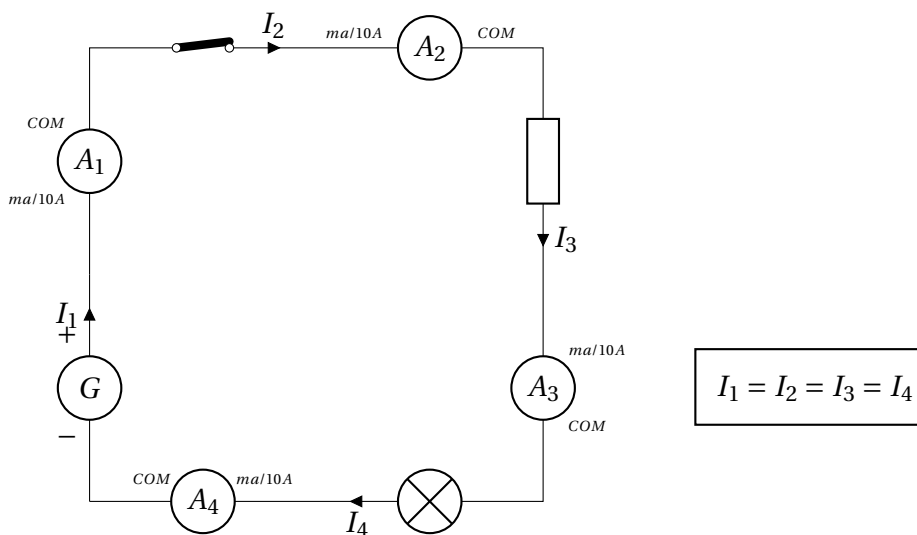 I2
ma/10A
A2
COM
COM
A1
ma/10A
I3
I1
+
ma/10A
G
A3
I1 = I2 = I3 = I4
COM
−
COM
ma/10A
A4
I4